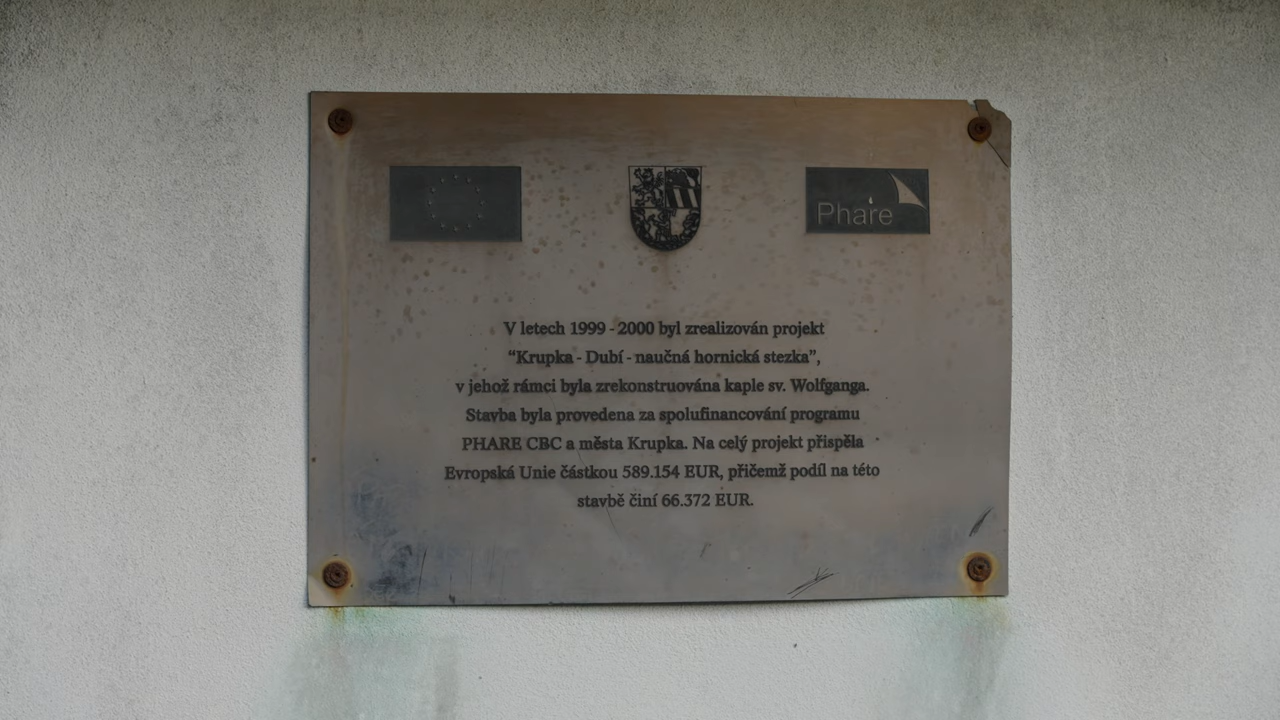 Phare
V letech 1999 - 2000 byl zrealizován projekt
“Krupka - Dubí - naučná hornická stezka”,
v jehož rámci byla zrekonstruována kaple sv. Wolfganga.
Stavba byla provedena za spolufinancování programu
PHARE CBC a města Krupka. Na celý projekt přispěla
Evropská Unie částkou 589.154 EUR, přičemž podíl na této
stavbě činí 66.372 EUR.